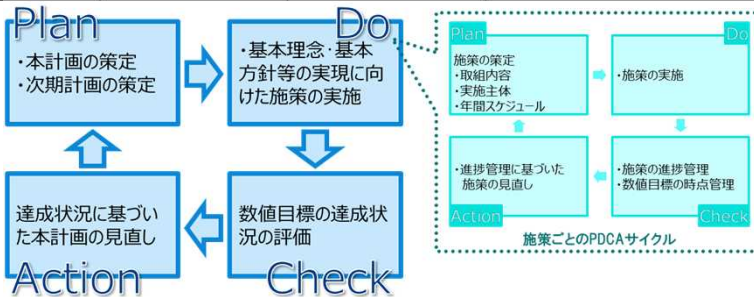 Plan
・本計画の策定
・次期計画の策定
Do
・基本理念・基本
方針等の実現に向
けた施策の実施
達成状況に基づい
た本計画の見直し
Action
数値目標の達成状
況の評価
Check
Plan
施策の策定
・取組内容
・実施主体
・年間スケジュール
Do
・施策の実施
・進捗管理に基づいた
施策の見直し
Action
・施策の進捗管理
・数値目標の時点管理
Check
施策ごとのPDCAサイクル